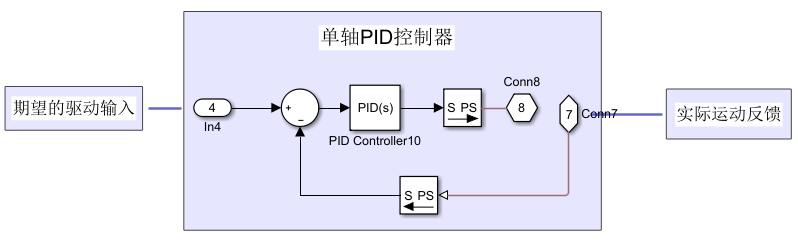 单轴PID控制器
期望的驱动输入
4
In4
+
−
PID(s)
PID Controller10
S PS
Conn8
8
7
Conn7
实际运动反馈
S PS